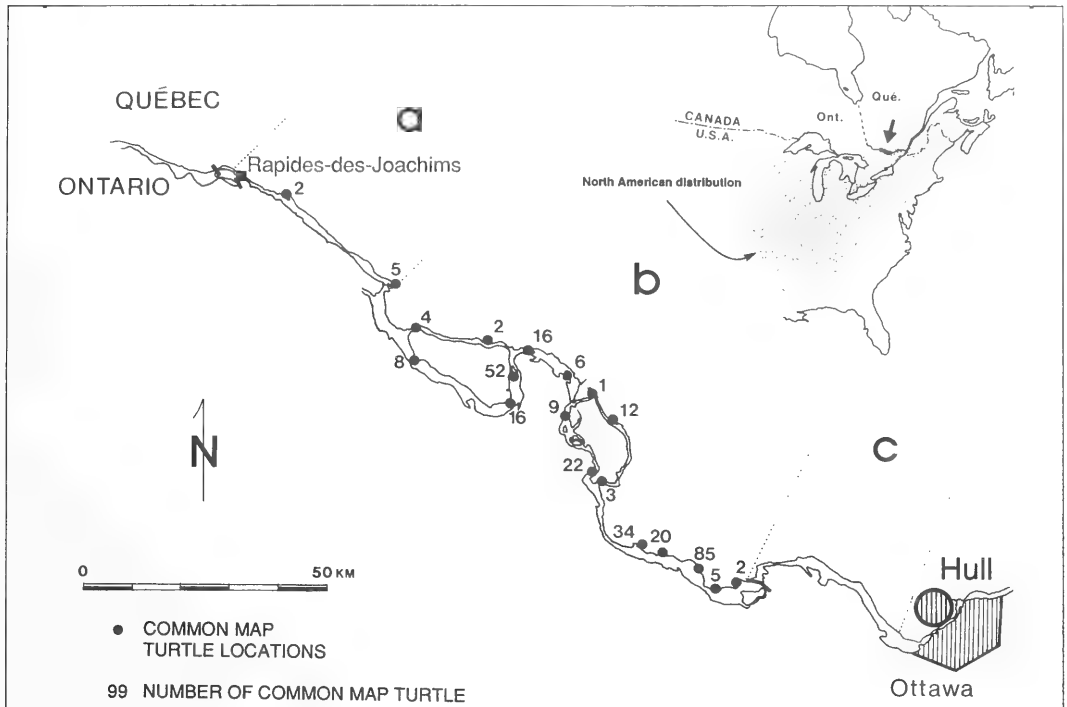 QUÉBEC
a
ONTARIO
Rapides-des-Joachims
2
5
4
2
16
8
52
6
16
1
9
12
22
3
34
20
85
5
2
N
0
50 KM
● COMMON MAP
TURTLE LOCATIONS
99 NUMBER OF COMMON MAP TURTLE
CANADA
U.S.A.
Ont.
Qué.
North American distribution
b
c
Hull
Ottawa